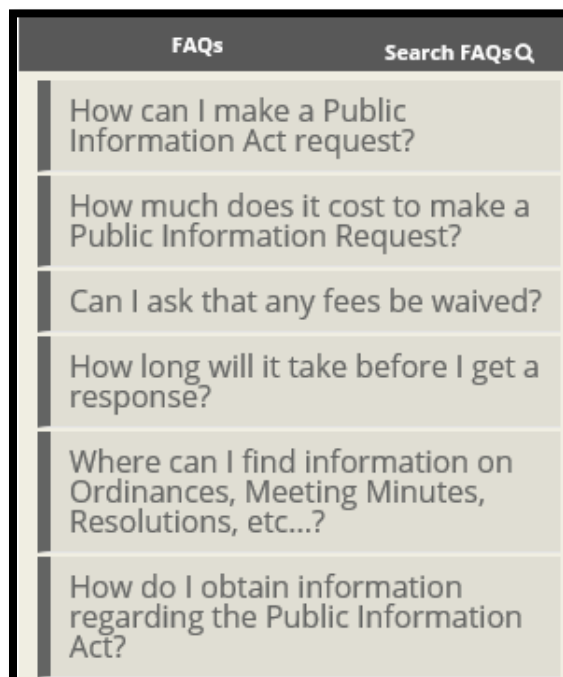 FAQs
Search FAQs
How can I make a Public
Information Act request?
How much does it cost to make a
Public Information Request?
Can I ask that any fees be waived?
How long will it take before I get a
response?
Where can I find information on
Ordinances, Meeting Minutes,
Resolutions, etc...?
How do I obtain information
regarding the Public Information
Act?